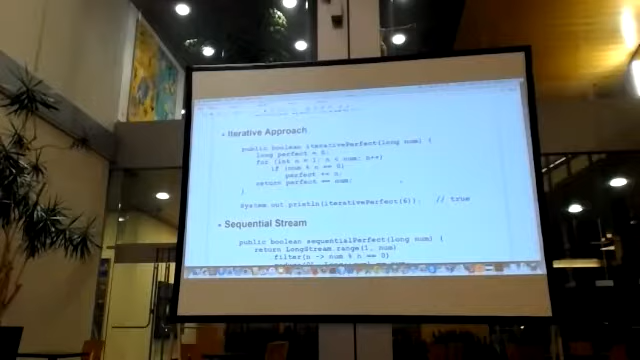 • Iterative Approach
public boolean iterativePerfect(long num) {
long perfect = 0;
for (int n = 1; n < num; n++)
if (num % n == 0)
perfect += n;
return perfect == num;
}
System.out.println(iterativePerfect(6)); // true
• Sequential Stream
public boolean sequentialPerfect(long num) {
return LongStream.range(1, num)
filter(n -> num % n == 0)